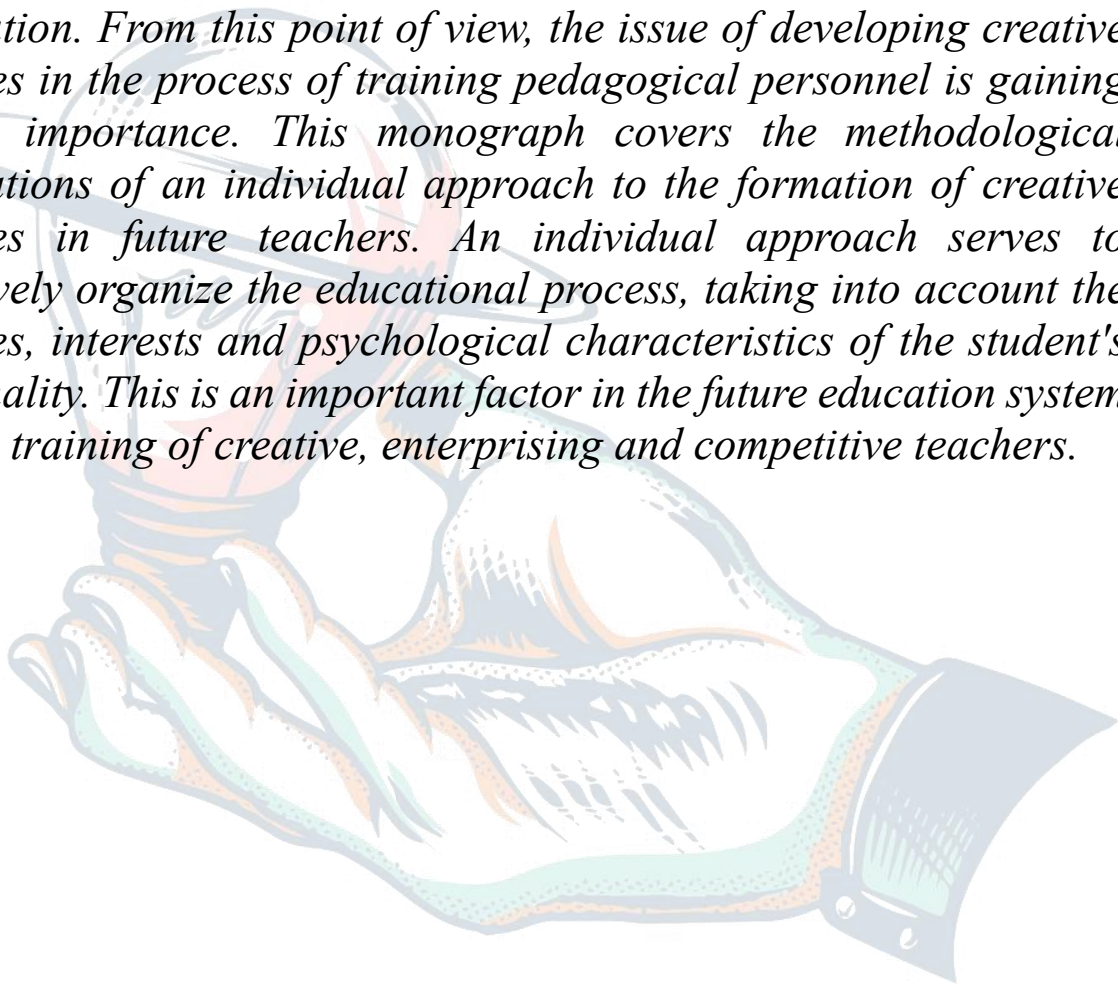 tion. From this point of view, the issue of developing creative
es in the process of training pedagogical personnel is gaining
importance. This monograph covers the methodological
ations of an individual approach to the formation of creative
es in future teachers. An individual approach serves to
vely organize the educational process, taking into account the
es, interests and psychological characteristics of the student's
ality. This is an important factor in the future education system
training of creative, enterprising and competitive teachers.